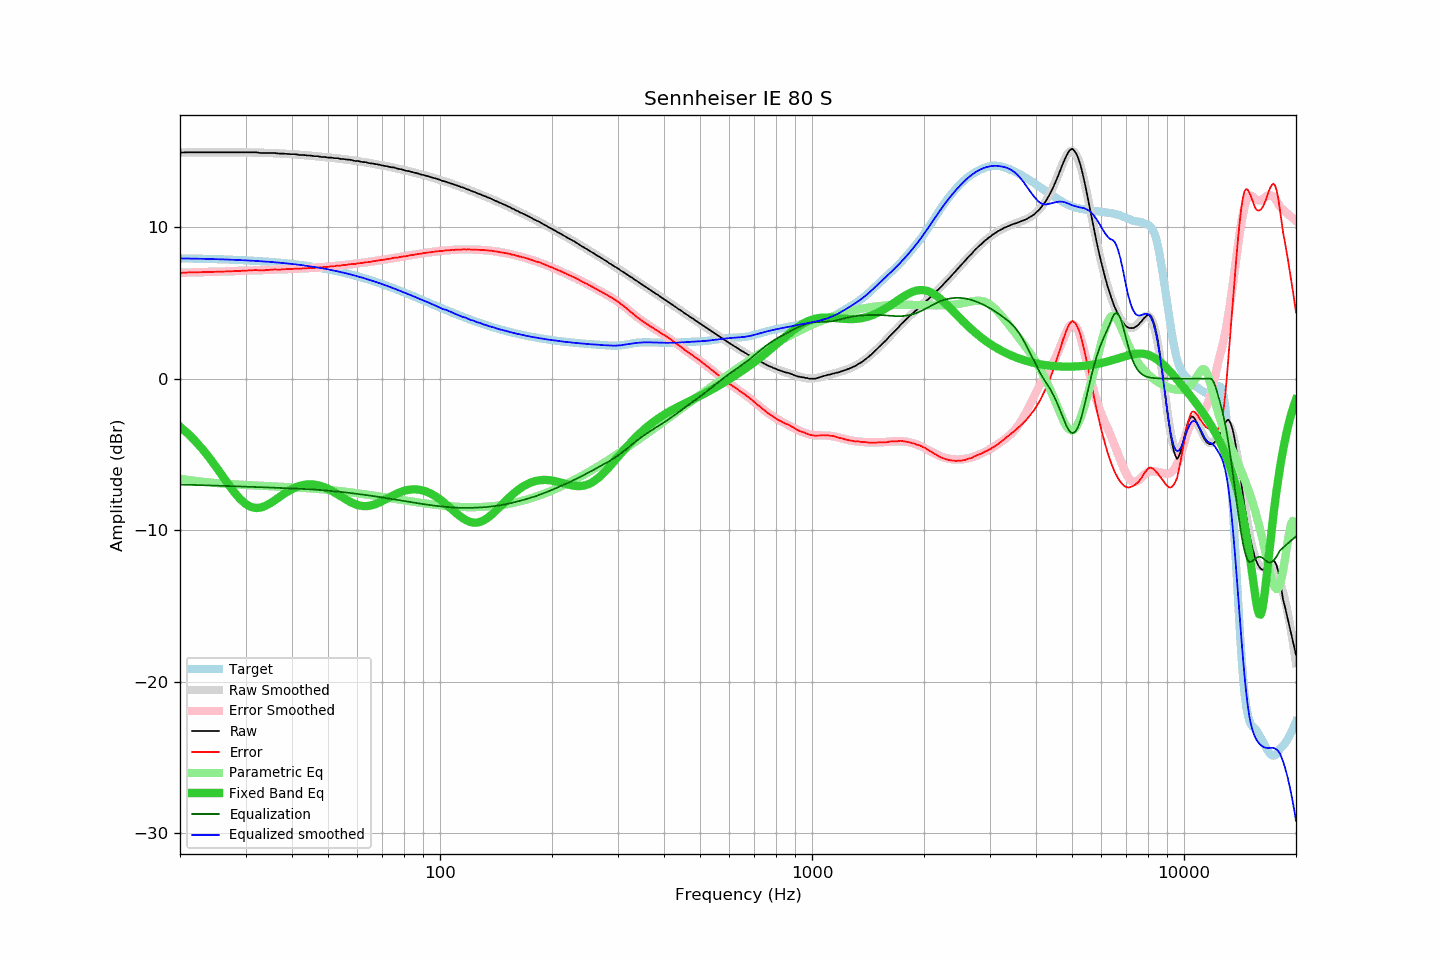 Sennheiser IE 80 S
10
0
−10
−20
−30
Amplitude (dBr)
Target
Raw Smoothed
Error Smoothed
Raw
Error
Parametric Eq
Fixed Band Eq
Equalization
Equalized smoothed
100
1000
10000
Frequency (Hz)